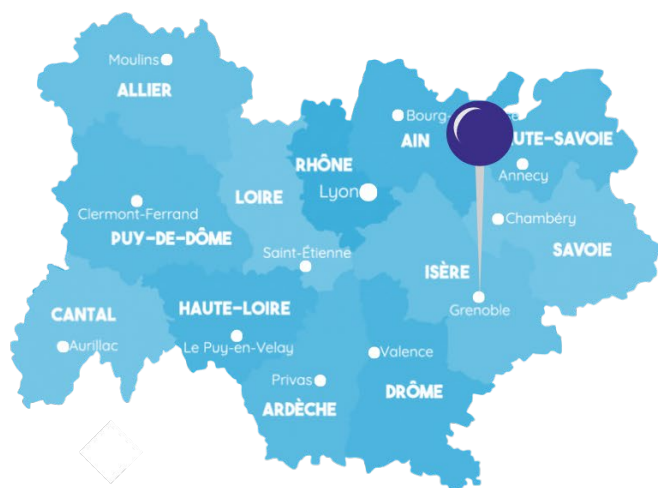 Moulins
ALLIER
Bourg-
AIN
UTE-SAVOIE
RHÔNE
Annecy
Lyon
LOIRE
Clermont-Ferrand
PUY-DE-DÔME
Chambéry
SAVOIE
Saint-Étienne
ISÈRE
Grenoble
HAUTE-LOIRE
CANTAL
Le Puy-en-Velay
Aurillac
Valence
Privas
DRÔME
ARDÈCHE